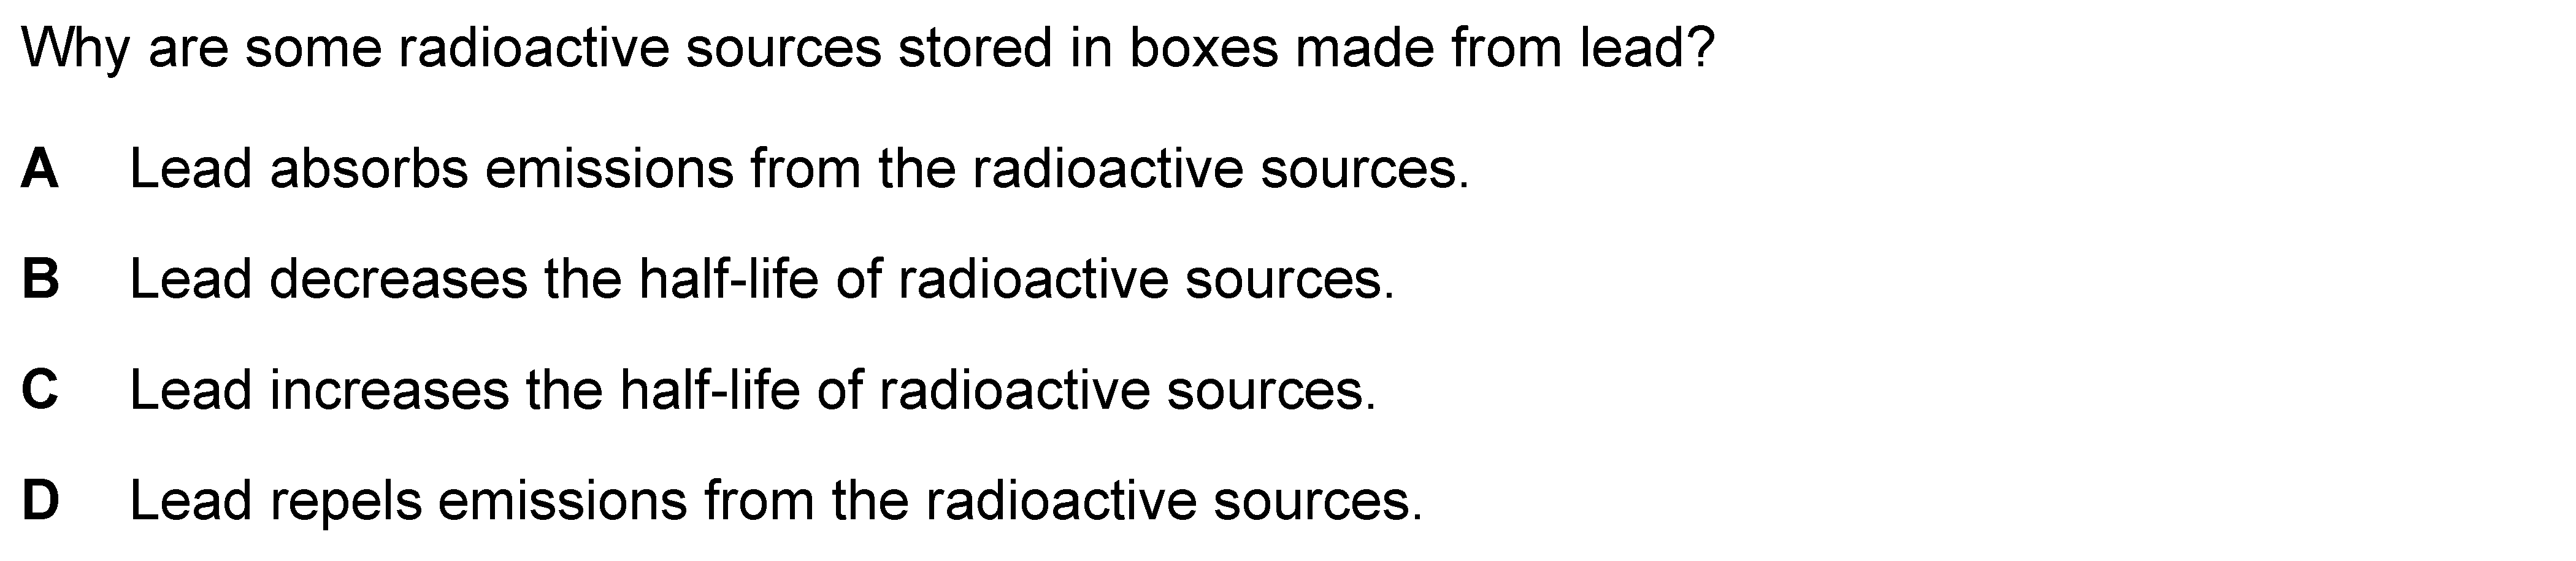 Why are some radioactive sources stored in boxes made from lead?
A Lead absorbs emissions from the radioactive sources.
B Lead decreases the half-life of radioactive sources.
C Lead increases the half-life of radioactive sources.
D Lead repels emissions from the radioactive sources.